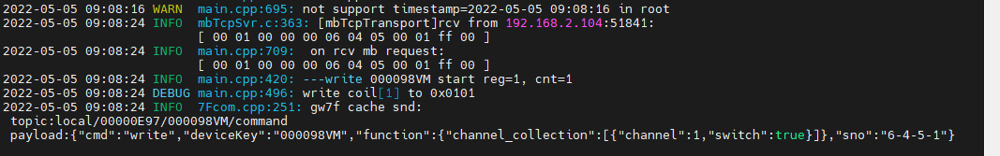 2022-05-05 09:08:16 WARN  main.cpp:695: not support timestamp=2022-05-05 09:08:16 in root
2022-05-05 09:08:24 INFO  mbTcpSvr.c:363: [mbTcpTransport]rcv from 192.168.2.104:51841:
[ 00 01 00 00 00 06 04 05 00 01 ff 00 ]
2022-05-05 09:08:24 INFO  main.cpp:709:  on rcv mb request:
[ 00 01 00 00 00 06 04 05 00 01 ff 00 ]
2022-05-05 09:08:24 INFO  main.cpp:420: ---write 000098VM start reg=1, cnt=1
2022-05-05 09:08:24 DEBUG main.cpp:496: write coil[1] to 0x0101
2022-05-05 09:08:24 INFO  7Fcom.cpp:251: gw7f cache snd:
topic:local/00000E97/000098VM/command
payload:{"cmd":"write","deviceKey":"000098VM","function":{"channel_collection":[{"channel":1,"switch":true}]},"sno":"6-4-5-1"}